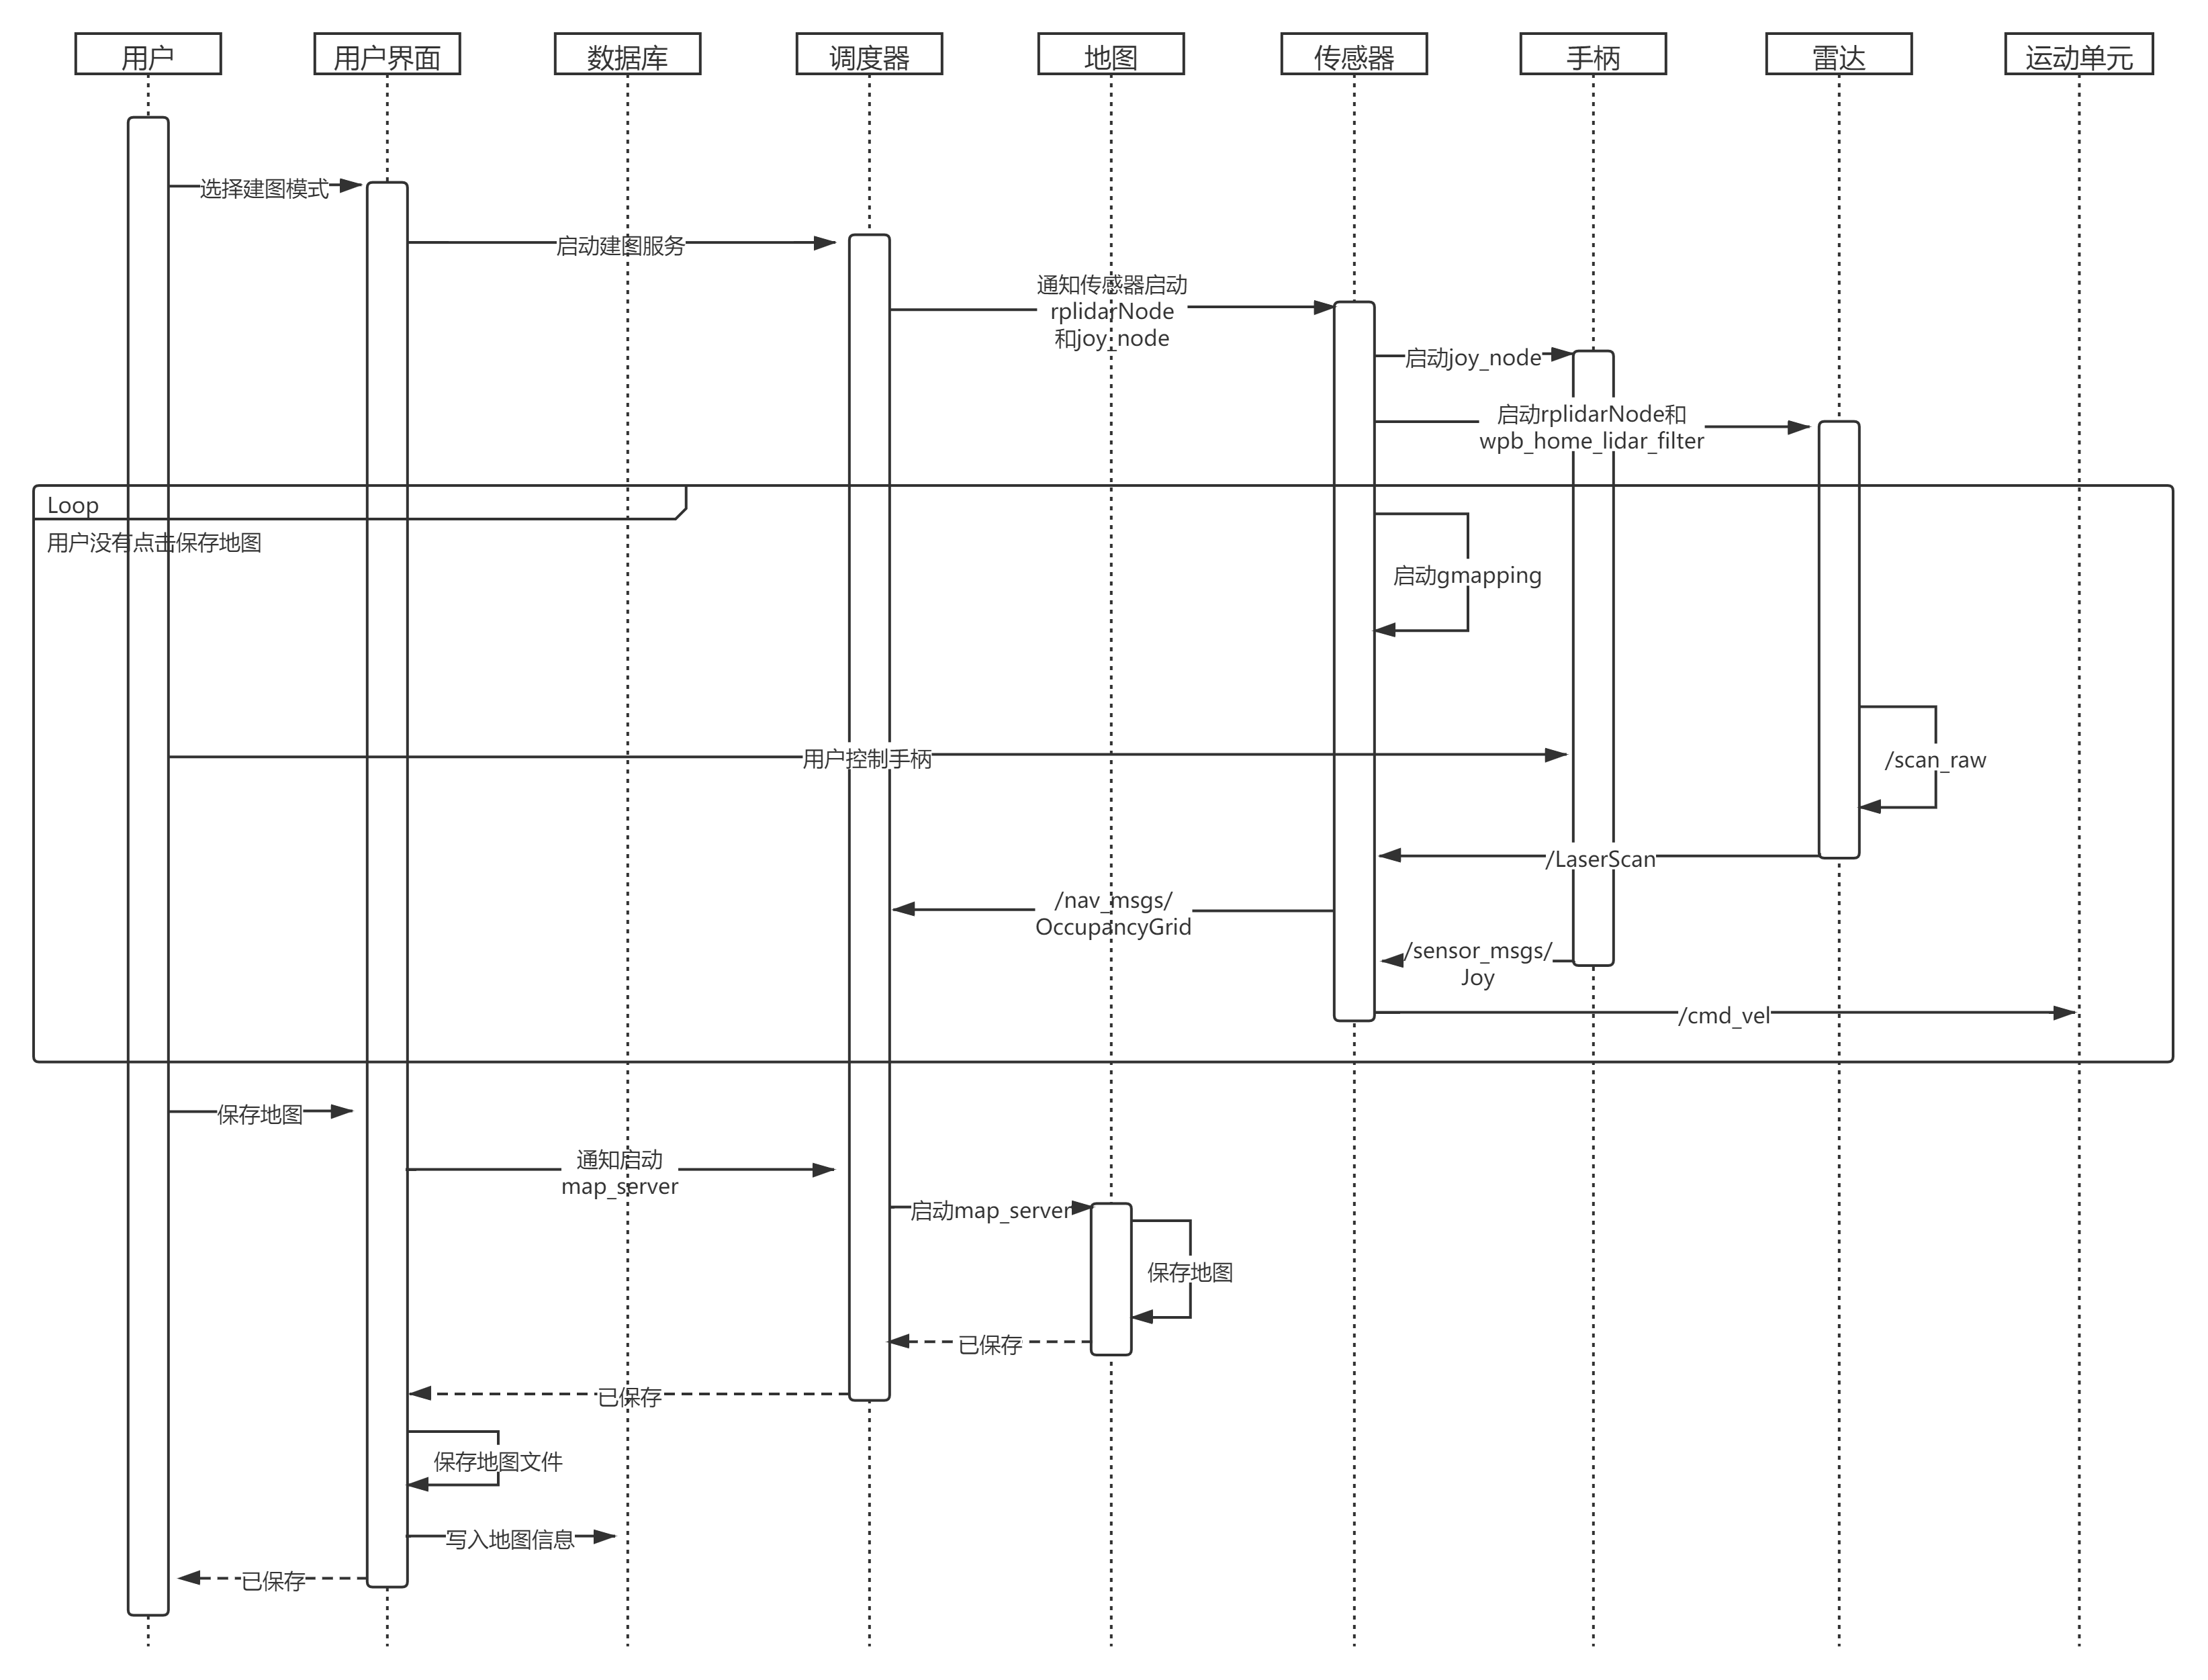 用户
用户界面
数据库
调度器
地图
传感器
手柄
雷达
运动单元
选择建图模式
启动建图服务
通知传感器启动
rplidarNode
和joy_node
启动joy_node
启动rplidarNode和
wpb_home_lidar_filter
Loop
用户没有点击保存地图
启动gmapping
用户控制手柄
/scan_raw
/LaserScan
/nav_msgs/
OccupancyGrid
/sensor_msgs/
Joy
/cmd_vel
保存地图
通知启动
map_server
启动map_server
保存地图
已保存
已保存
保存地图文件
写入地图信息
已保存